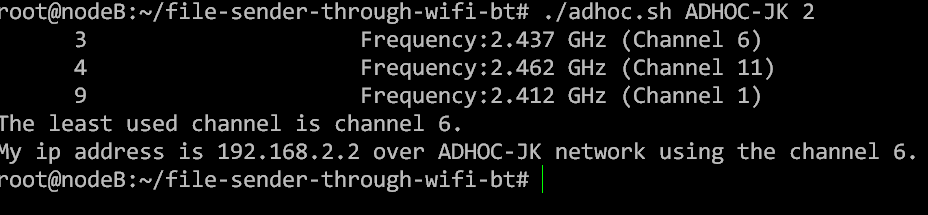 root@nodeB:~/file-sender-through-wifi-bt# ./adhoc.sh ADHOC-JK 2
3 Frequency:2.437 GHz (Channel 6)
4 Frequency:2.462 GHz (Channel 11)
9 Frequency:2.412 GHz (Channel 1)
The least used channel is channel 6.
My ip address is 192.168.2.2 over ADHOC-JK network using the channel 6.
root@nodeB:~/file-sender-through-wifi-bt#